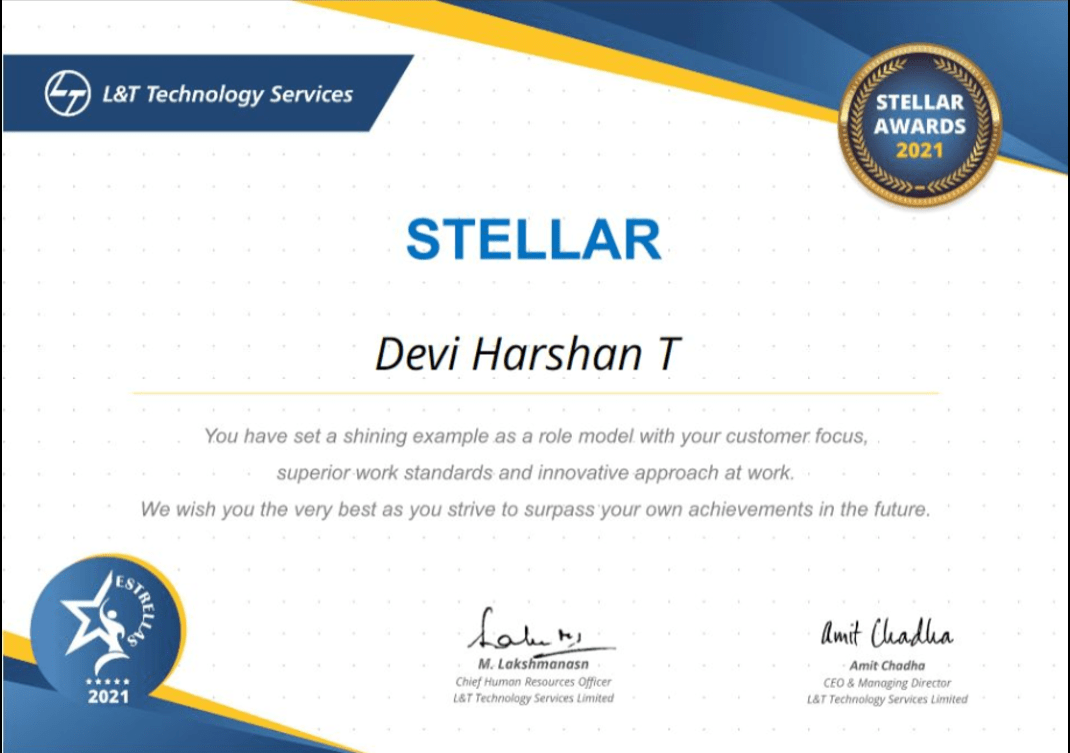 L&T Technology Services
STELLAR
AWARDS
2021
STELLAR
Devi Harshan T
You have set a shining example as a role model with your customer focus,
superior work standards and innovative approach at work.
We wish you the very best as you strive to surpass your own achievements in the future.
ESTRELLAS
2021
Amit Chadha
M. Lakshmanasn
Chief Human Resources Officer
L&T Technology Services Limited
Amit Chadha
CEO & Managing Director
L&T Technology Services Limited